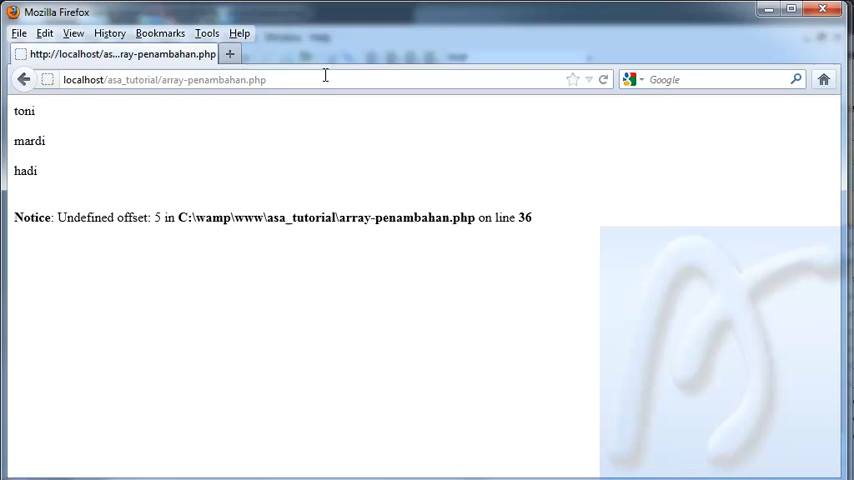 Mozilla Firefox
File Edit View History Bookmarks Tools Help
http://localhost/as...ray-penambahan.php
localhost/asa_tutorial/array-penambahan.php
Google
toni
mardi
hadi
Notice: Undefined offset: 5 in C:\wamp\www\asa_tutorial\array-penambahan.php on line 36